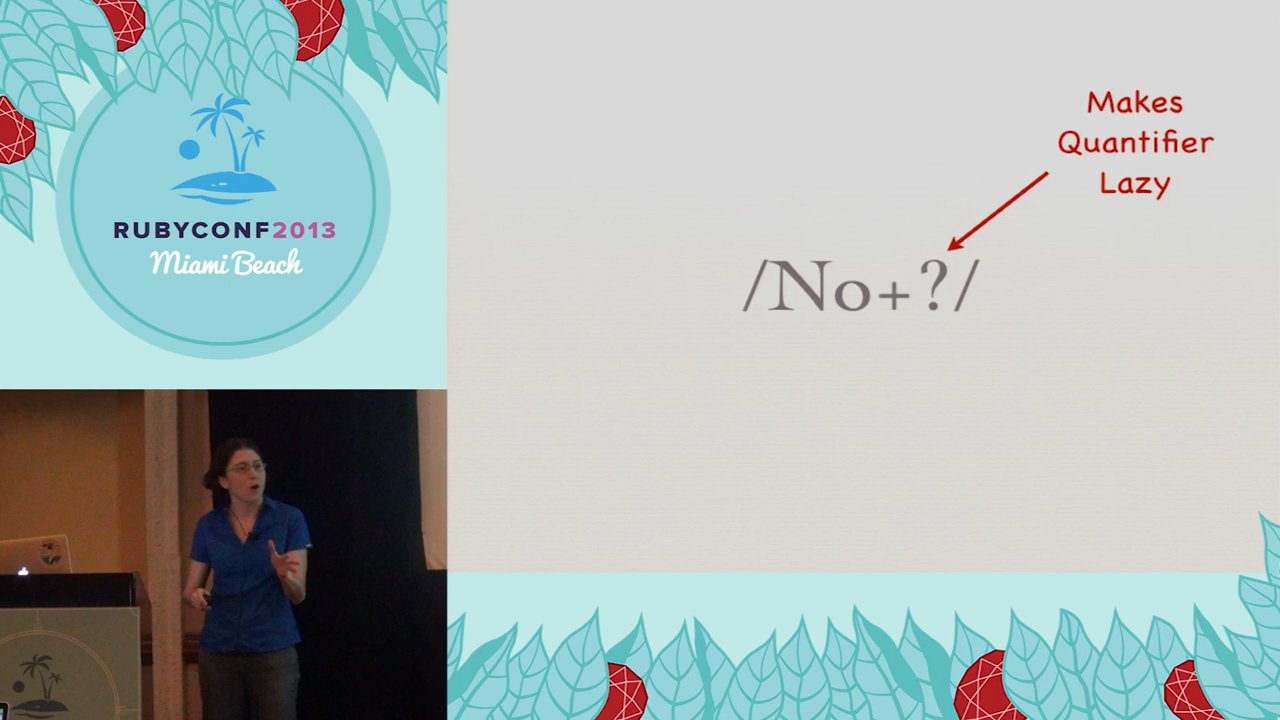 RUBYCONF2013
Miami Beach
Makes
Quantifier
Lazy
/No+?/